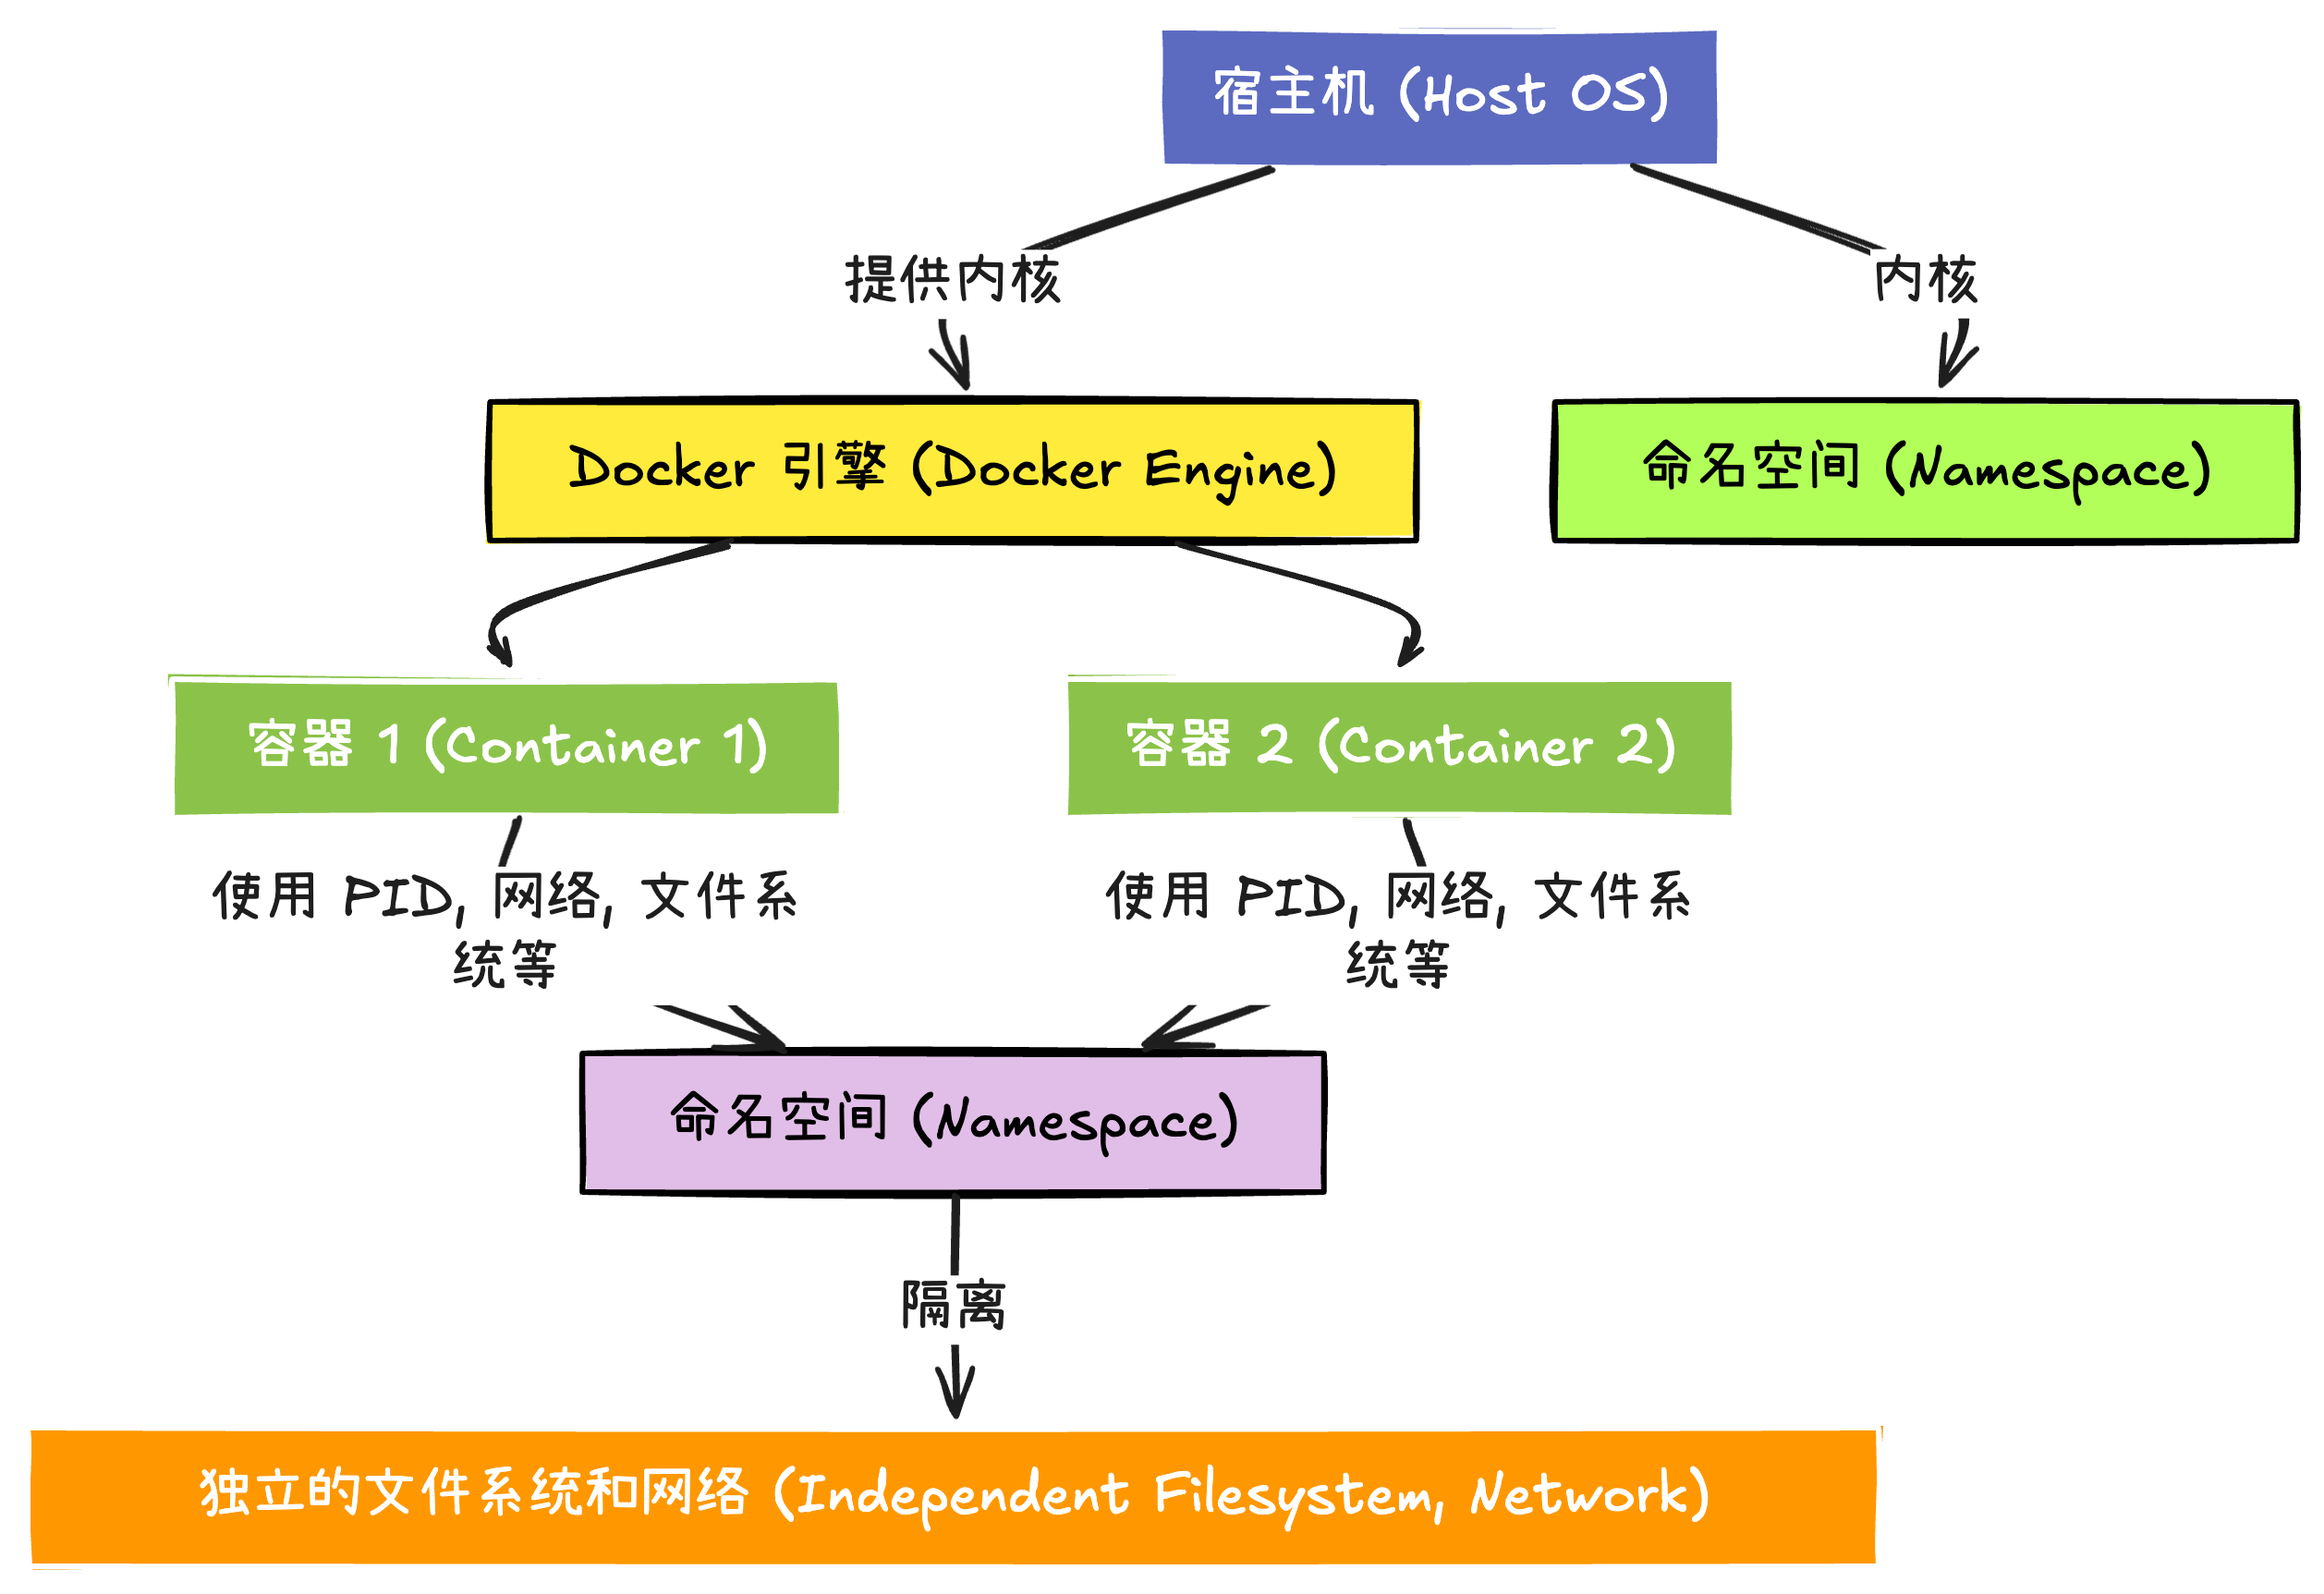 宿主机 (Host OS)
提供内核
内核
Docker 引擎 (Docker Engine)
命名空间 (Namespace)
容器 1 (Container 1)
容器 2 (Container 2)
使用 PID, 网络, 文件系
统等
使用 PID, 网络, 文件系
统等
命名空间 (Namespace)
隔离
独立的文件系统和网络 (Independent Filesystem, Network)